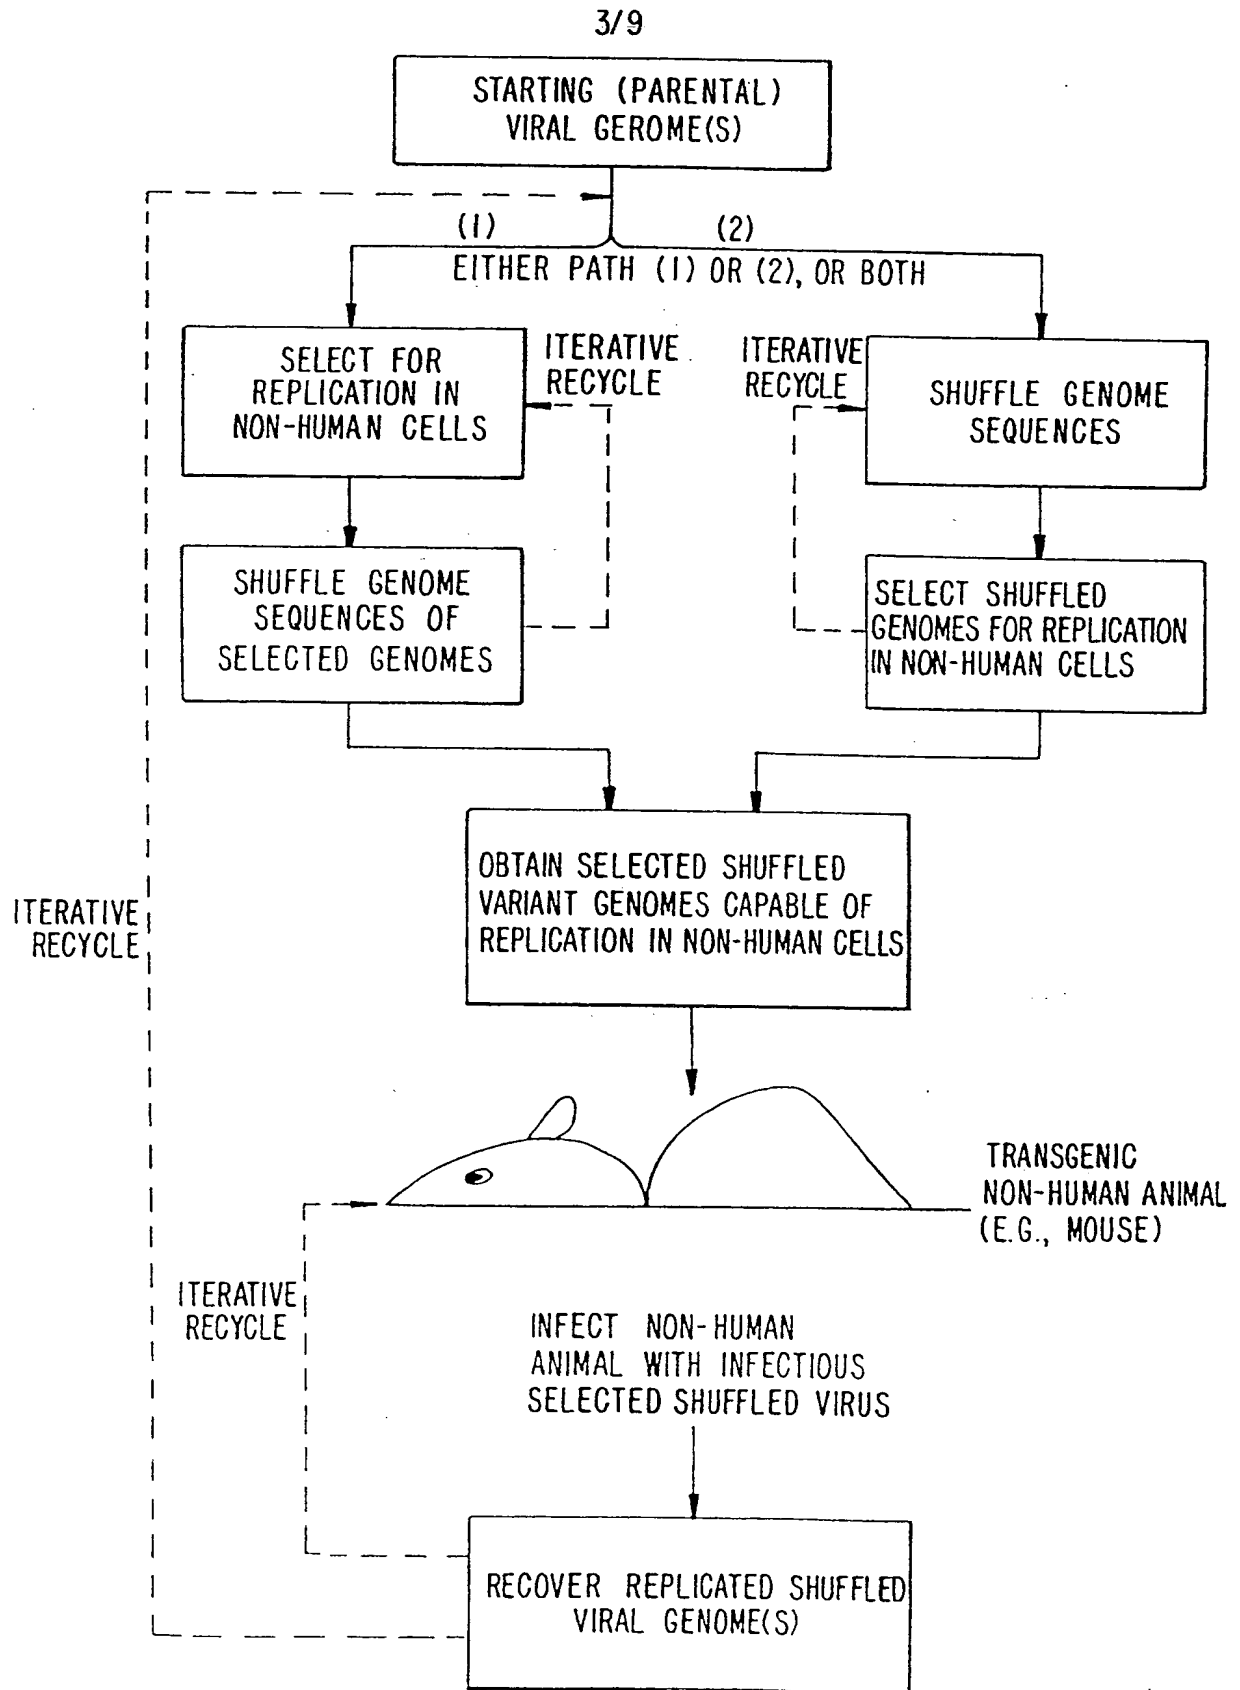 3/9
STARTING (PARENTAL)
VIRAL GEROME(S)
(1)
(2)
EITHER PATH (1) OR (2), OR BOTH
SELECT FOR
REPLICATION IN
NON-HUMAN CELLS
ITERATIVE
RECYCLE
ITERATIVE
RECYCLE
SHUFFLE GENOME
SEQUENCES
SHUFFLE GENOME
SEQUENCES OF
SELECTED GENOMES
SELECT SHUFFLED
GENOMES FOR REPLICATION
IN NON-HUMAN CELLS
OBTAIN SELECTED SHUFFLED
VARIANT GENOMES CAPABLE OF
REPLICATION IN NON-HUMAN CELLS
ITERATIVE
RECYCLE
TRANSGENIC
NON-HUMAN ANIMAL
(E.G., MOUSE)
ITERATIVE
RECYCLE
INFECT NON-HUMAN
ANIMAL WITH INFECTIOUS
SELECTED SHUFFLED VIRUS
RECOVER REPLICATED SHUFFLED
VIRAL GENOME(S)